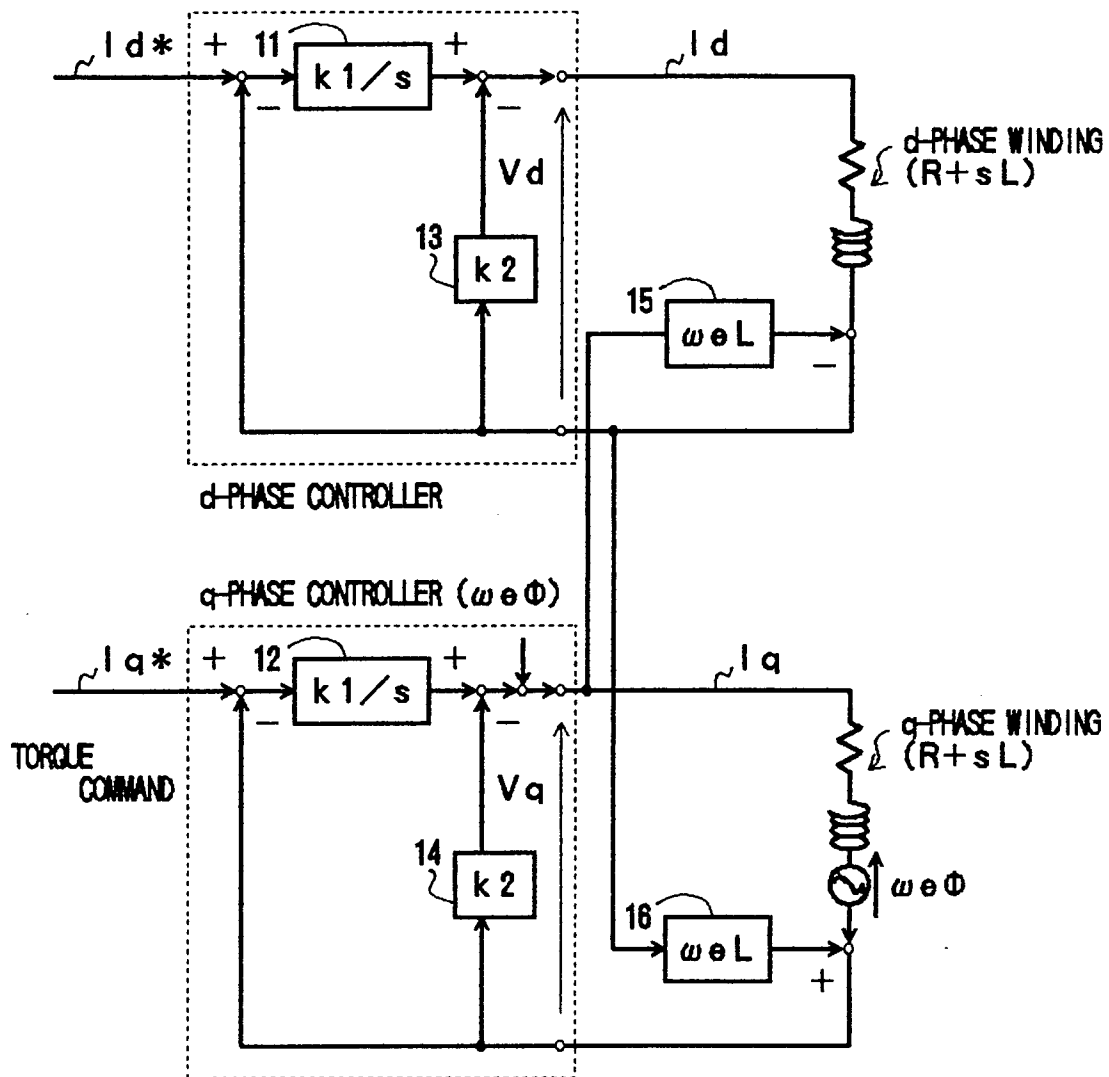 Id*
+
11
k1/s
+
Id
−
−
Vd
d-PHASE WINDING
(R+sL)
13
k2
15
ωeL
−
d-PHASE CONTROLLER
q-PHASE CONTROLLER (ωeΦ)
Iq*
+
12
k1/s
+
Iq
−
−
TORQUE
COMMAND
Vq
q-PHASE WINDING
(R+sL)
14
k2
ωeΦ
16
ωeL
+